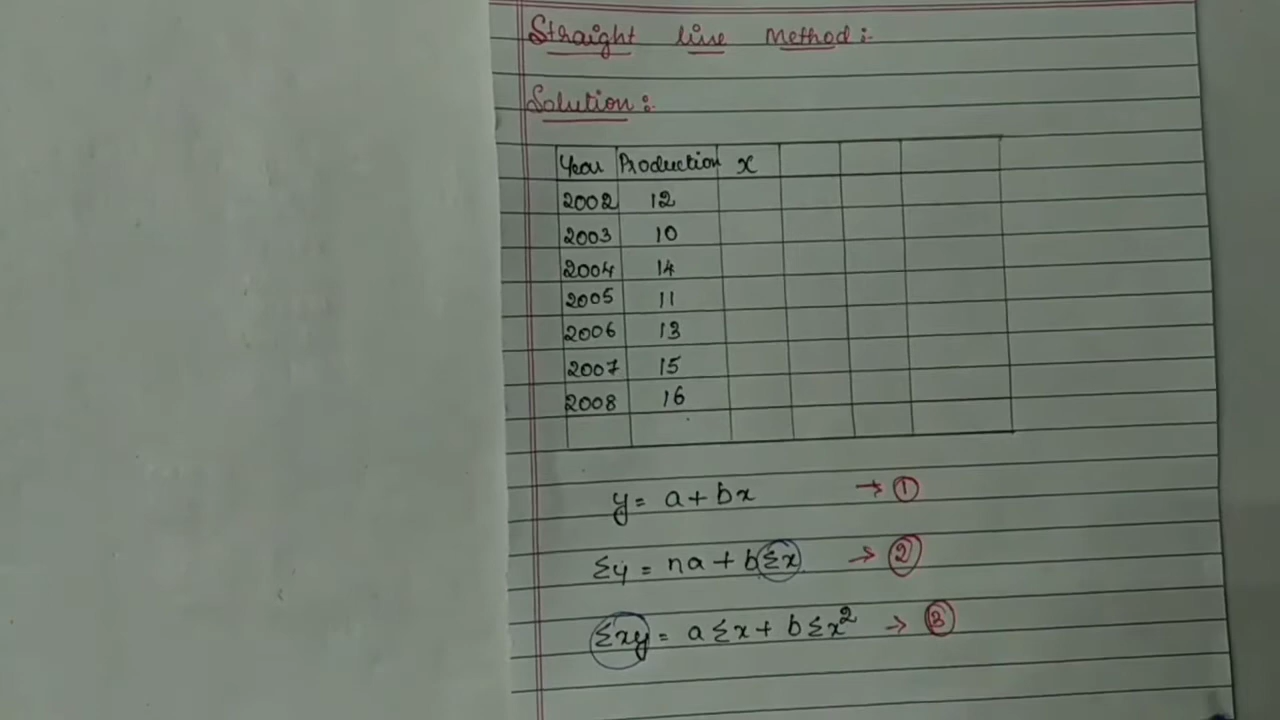 Straight line Method :-
Solution :-
Year Production x
2002 12
2003 10
2004 14
2005 11
2006 13
2007 15
2008 16
y = a + bx → ①
Σy = na + bΣx → ②
Σxy = aΣx + bΣx² → ③